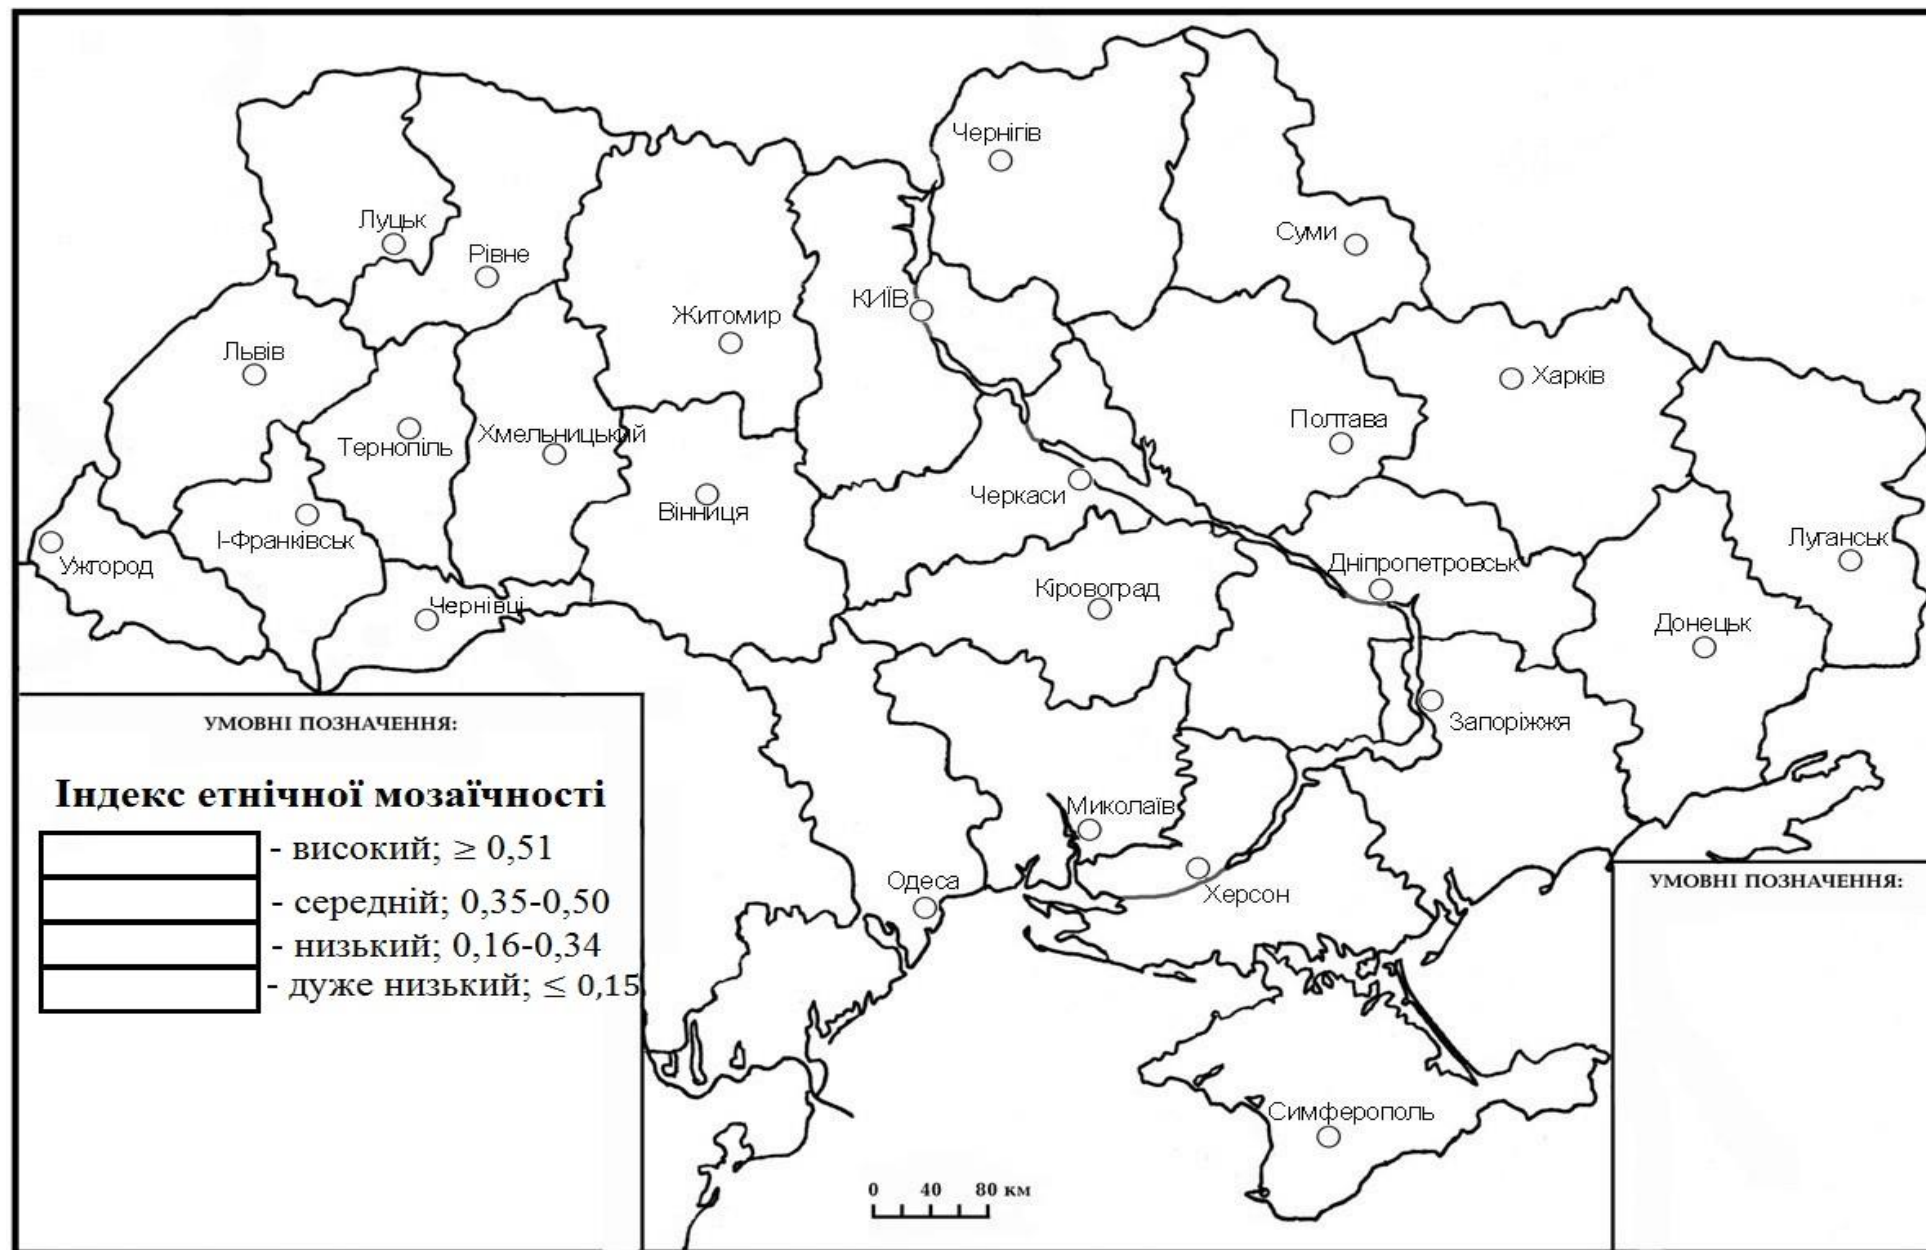 Чернігів
Луцьк
Рівне
Суми
КИЇВ
Житомир
Львів
Харків
Полтава
Тернопіль
Хмельницький
Черкаси
Вінниця
І-Франківськ
Ужгород
Луганськ
Дніпропетровськ
Кіровоград
Чернівці
Донецьк
Запоріжжя
Миколаїв
Одеса
Херсон
Симферополь
УМОВНІ ПОЗНАЧЕННЯ:
Індекс етнічної мозаїчності
- високий; ≥ 0,51
- середній; 0,35-0,50
- низький; 0,16-0,34
- дуже низький; ≤ 0,15
УМОВНІ ПОЗНАЧЕННЯ:
0 40 80 км